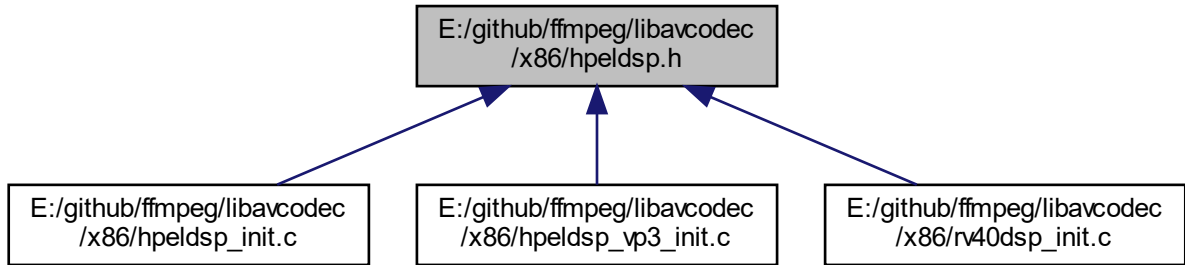 E:/github/ffmpeg/libavcodec
/x86/hpeldsp.h
E:/github/ffmpeg/libavcodec
/x86/hpeldsp_init.c
E:/github/ffmpeg/libavcodec
/x86/hpeldsp_vp3_init.c
E:/github/ffmpeg/libavcodec
/x86/rv40dsp_init.c